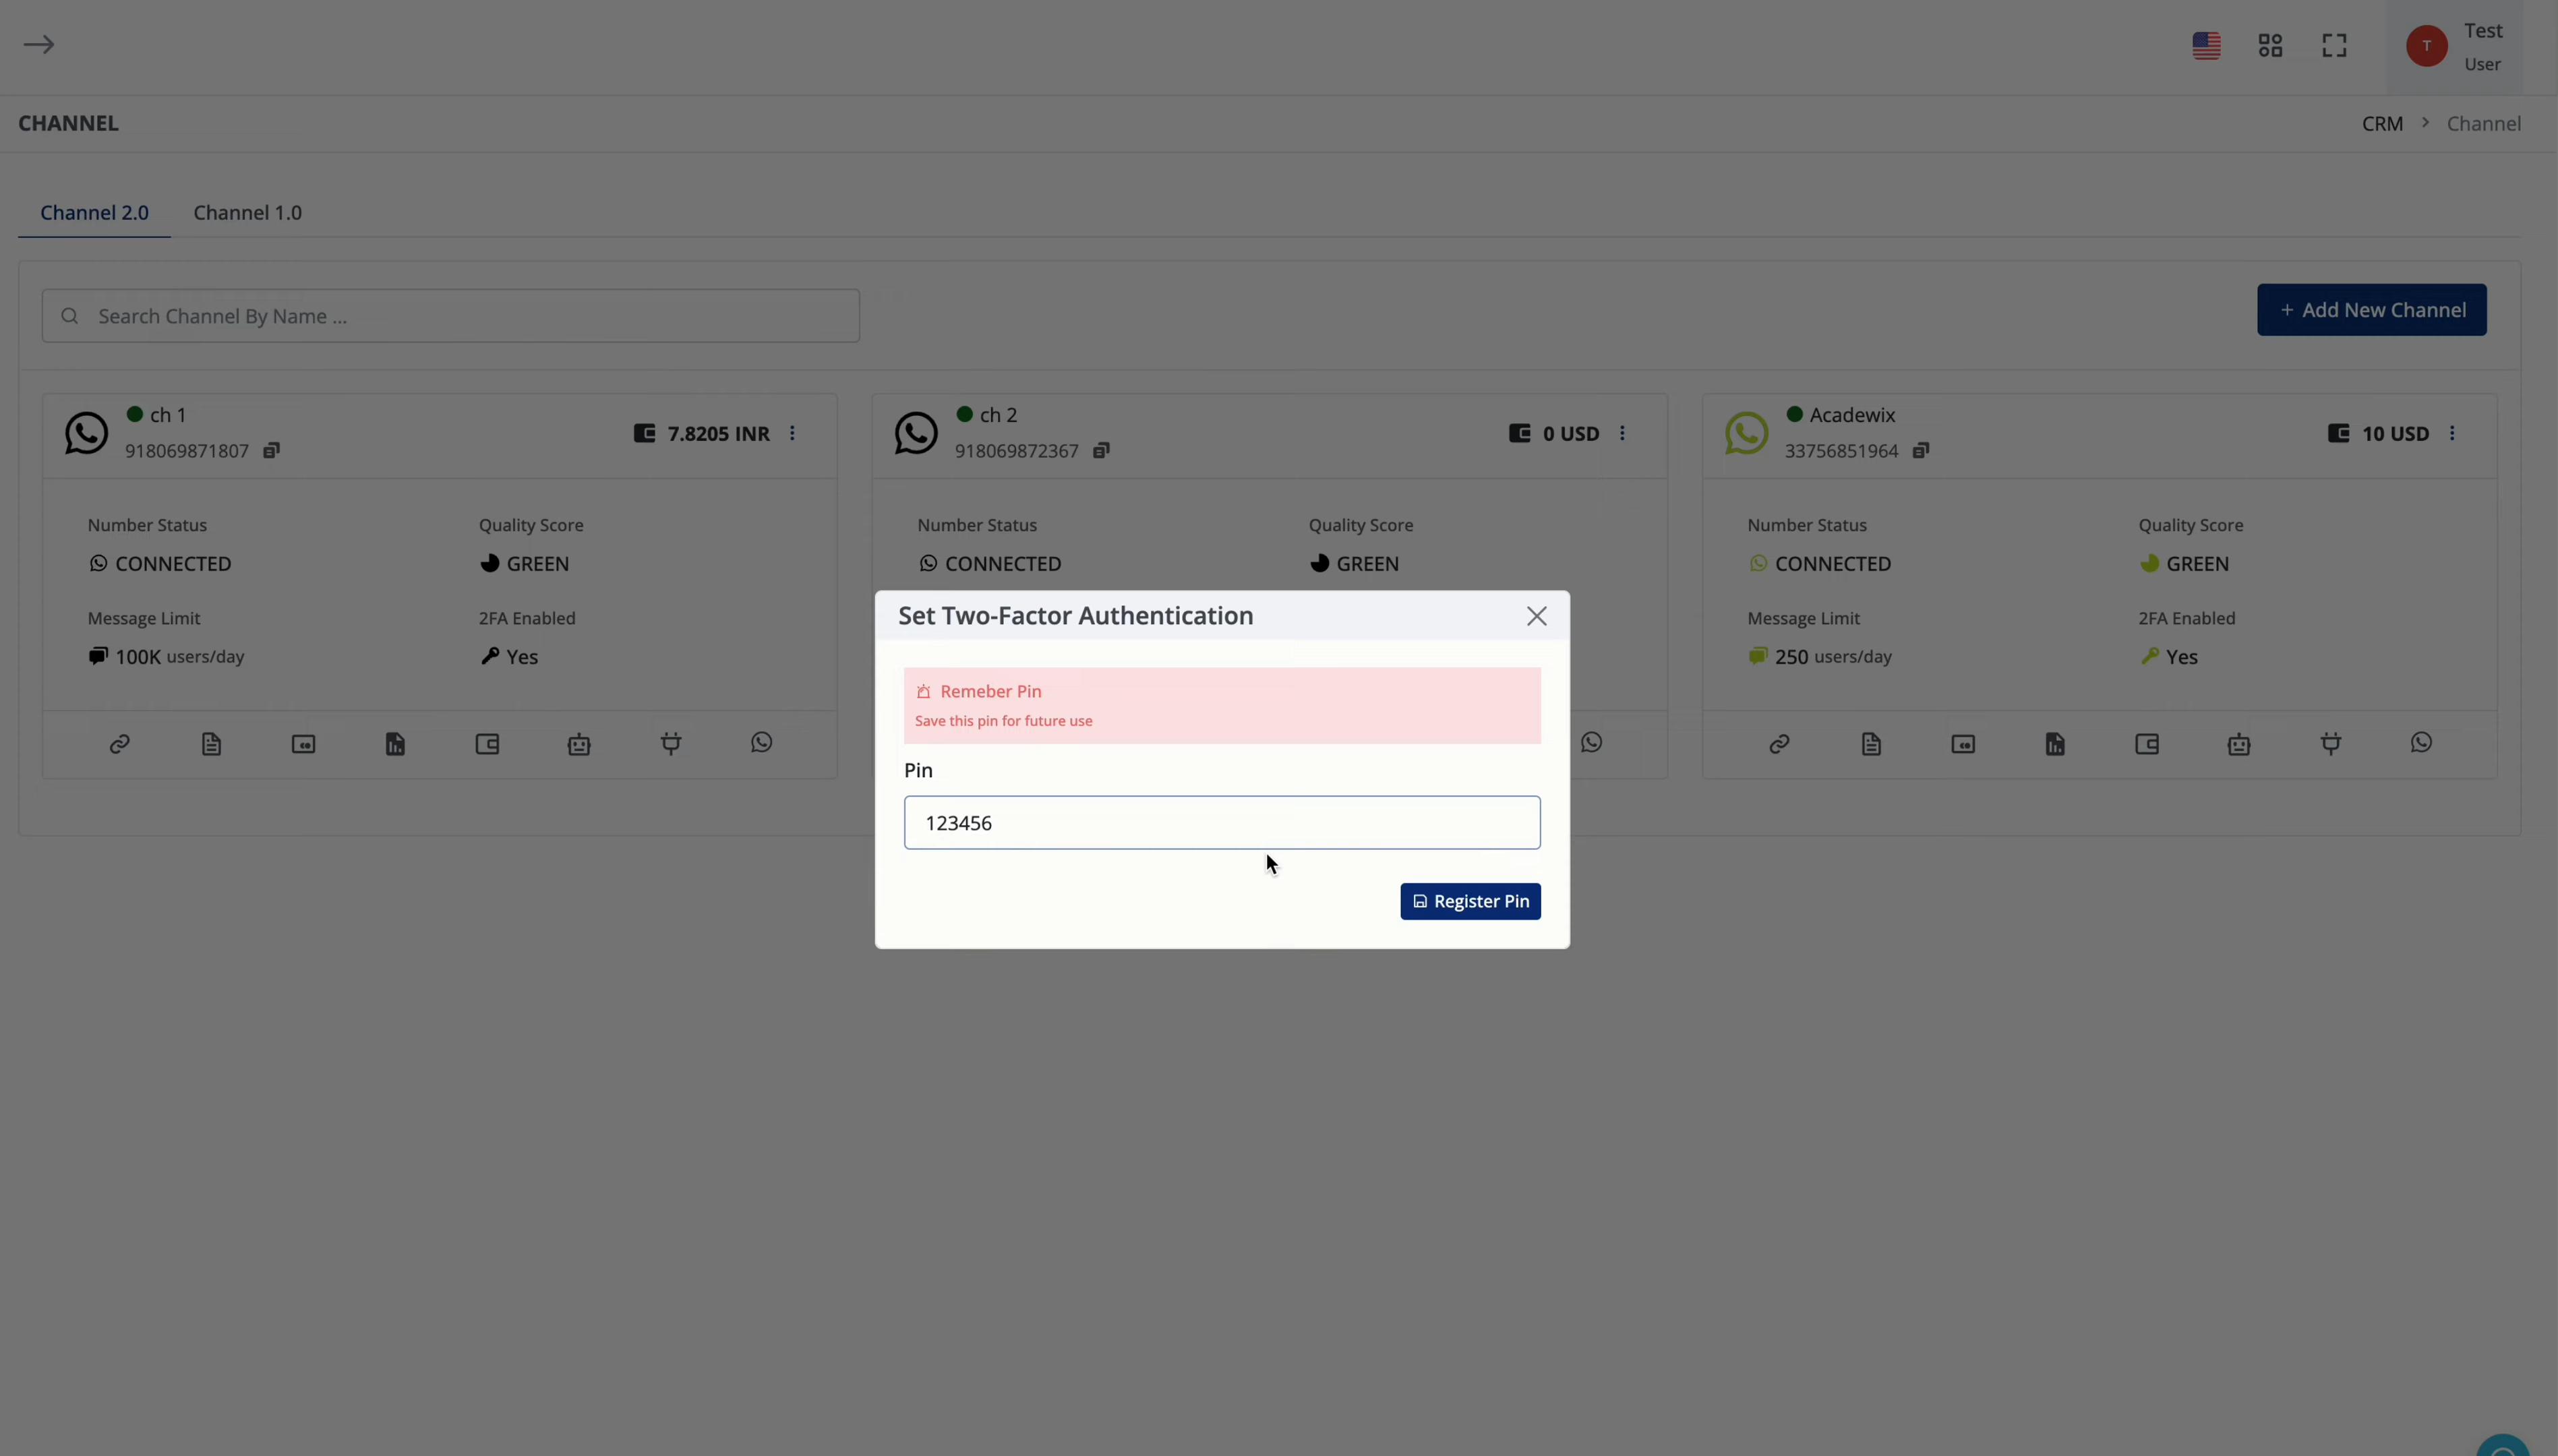 T
Test
User
CHANNEL
CRM > Channel
Channel 2.0
Channel 1.0
Search Channel By Name ...
+ Add New Channel
ch 1
918069871807
7.8205 INR
Number Status
Quality Score
CONNECTED
GREEN
Message Limit
2FA Enabled
100K users/day
Yes
ch 2
918069872367
0 USD
Number Status
Quality Score
CONNECTED
GREEN
Acadewix
33756851964
10 USD
Number Status
Quality Score
CONNECTED
GREEN
Message Limit
2FA Enabled
250 users/day
Yes
Set Two-Factor Authentication
Remeber Pin
Save this pin for future use
Pin
123456
Register Pin